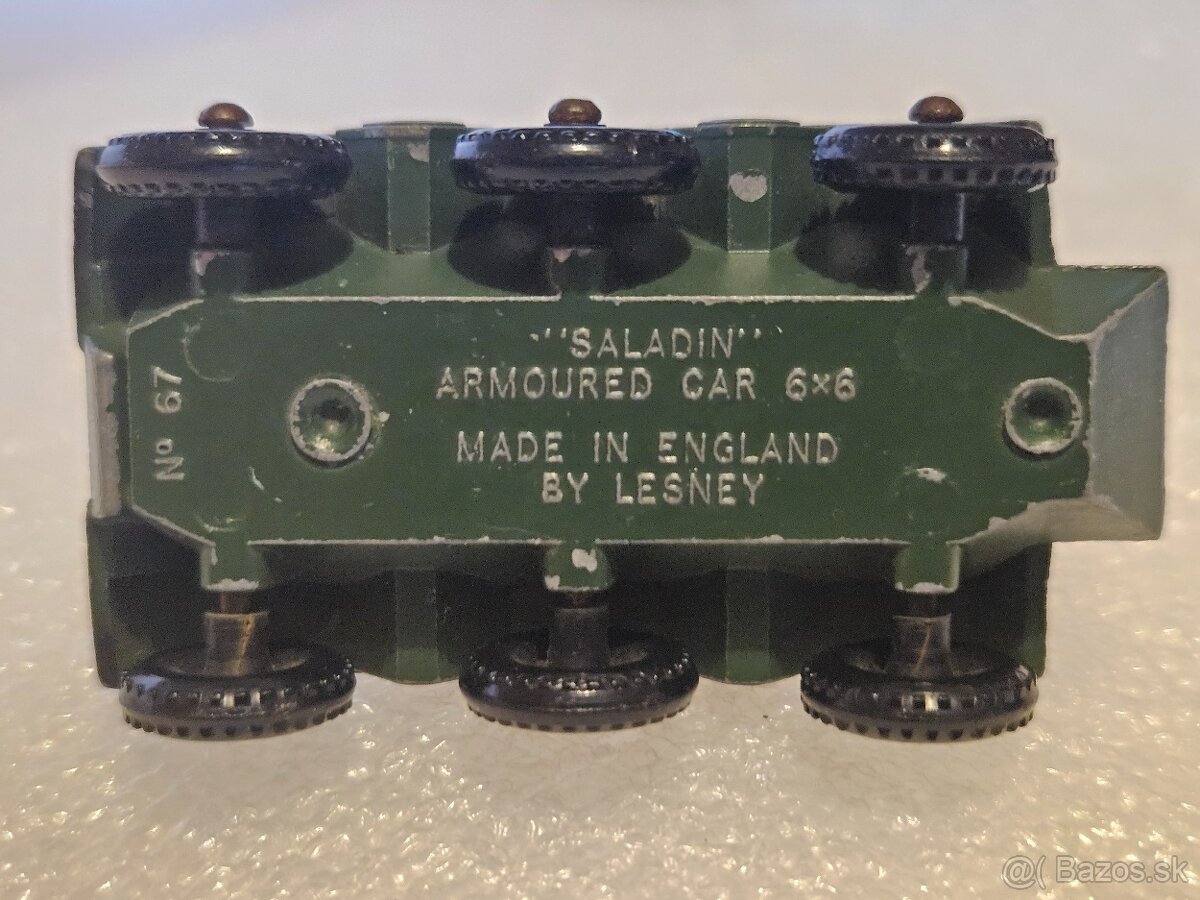 "SALADIN"
ARMOURED CAR 6×6
MADE IN ENGLAND
BY LESNEY
Nº 67
@( Bazos.sk